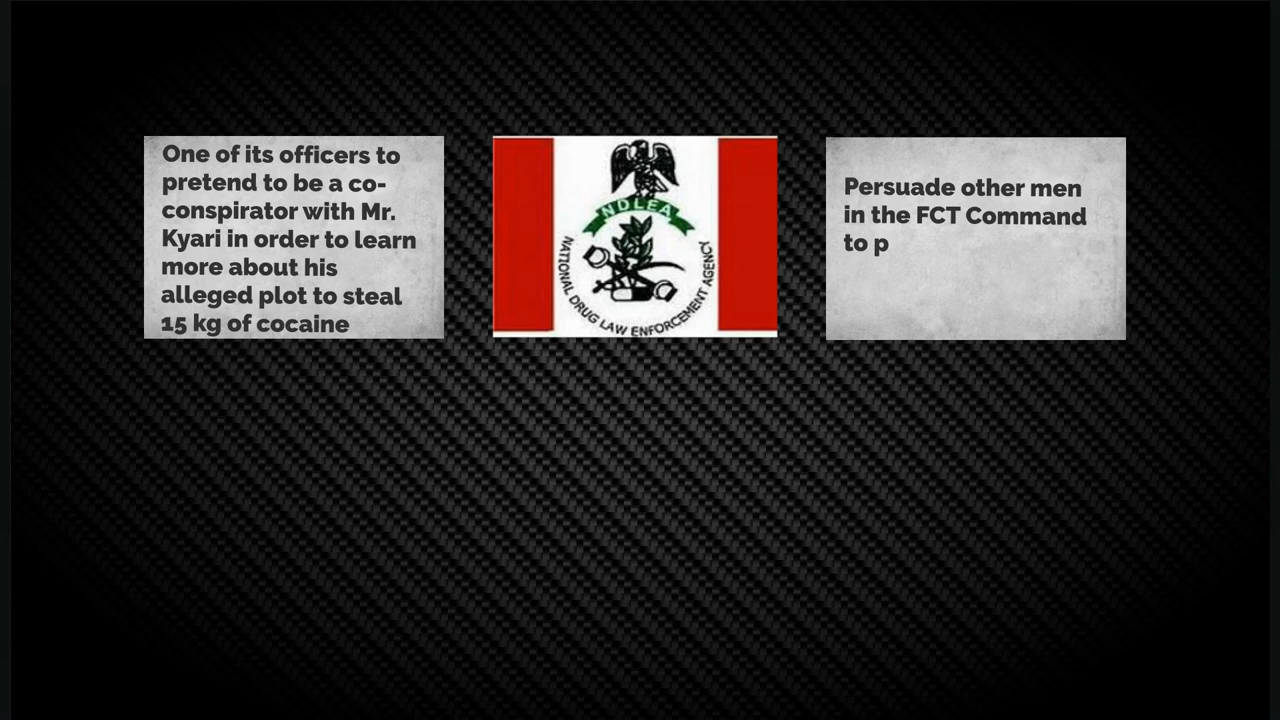 One of its officers to
pretend to be a co-
conspirator with Mr.
Kyari in order to learn
more about his
alleged plot to steal
15 kg of cocaine
NDLEA
NATIONAL DRUG LAW ENFORCEMENT AGENCY
Persuade other men
in the FCT Command
to p